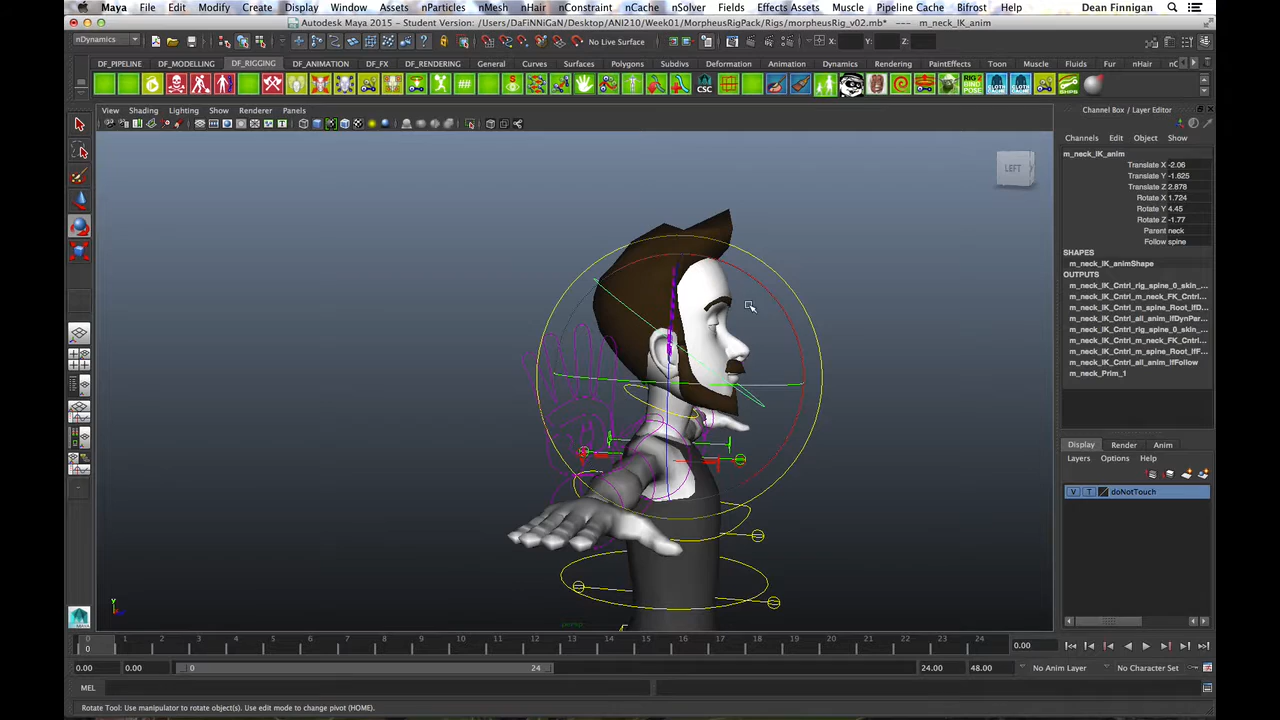 Maya File Edit Modify Create Display Window Assets nParticles nMesh nHair nConstraint nCache nSolver Fields Effects Assets Muscle Pipeline Cache Bifrost Help Dean Finnigan
Autodesk Maya 2015 - Student Version: /Users/DaFiNNiGaN/Desktop/ANI210/Week01/MorpheusRigPack/Rigs/morpheusRig_v02.mb* --- m_neck_IK_anim
nDynamics No Live Surface X: Y: Z:
DF_PIPELINE DF_MODELLING DF_RIGGING DF_ANIMATION DF_FX DF_RENDERING General Curves Surfaces Polygons Subdivs Deformation Animation Dynamics Rendering PaintEffects Toon Muscle Fluids Fur nHair
View Shading Lighting Show Renderer Panels
Channel Box / Layer Editor
Channels Edit Object Show
m_neck_IK_anim
Translate X -2.06
Translate Y -1.625
Translate Z 2.878
Rotate X 1.724
Rotate Y 4.45
Rotate Z -1.77
Parent neck
Follow spine
SHAPES
m_neck_IK_animShape
OUTPUTS
m_neck_IK_Cntrl_rig_spine_0_skin_...
m_neck_IK_Cntrl_m_neck_FK_Cntrl...
m_neck_IK_Cntrl_m_spine_Root_IfD...
m_neck_IK_Cntrl_all_anim_IfDynPar...
m_neck_IK_Cntrl_rig_spine_0_skin_...
m_neck_IK_Cntrl_m_neck_FK_Cntrl...
m_neck_IK_Cntrl_m_spine_Root_IfF...
m_neck_IK_Cntrl_all_anim_IfFollow
m_neck_Prim_1
LEFT
Display Render Anim
Layers Options Help
V T doNotTouch
persp
0 1 2 3 4 5 6 7 8 9 10 11 12 13 14 15 16 17 18 19 20 21 22 23 24
0 0.00
0.00 0.00 0 24 24.00 48.00 No Anim Layer No Character Set
MEL
Rotate Tool: Use manipulator to rotate object(s). Use edit mode to change pivot (HOME).